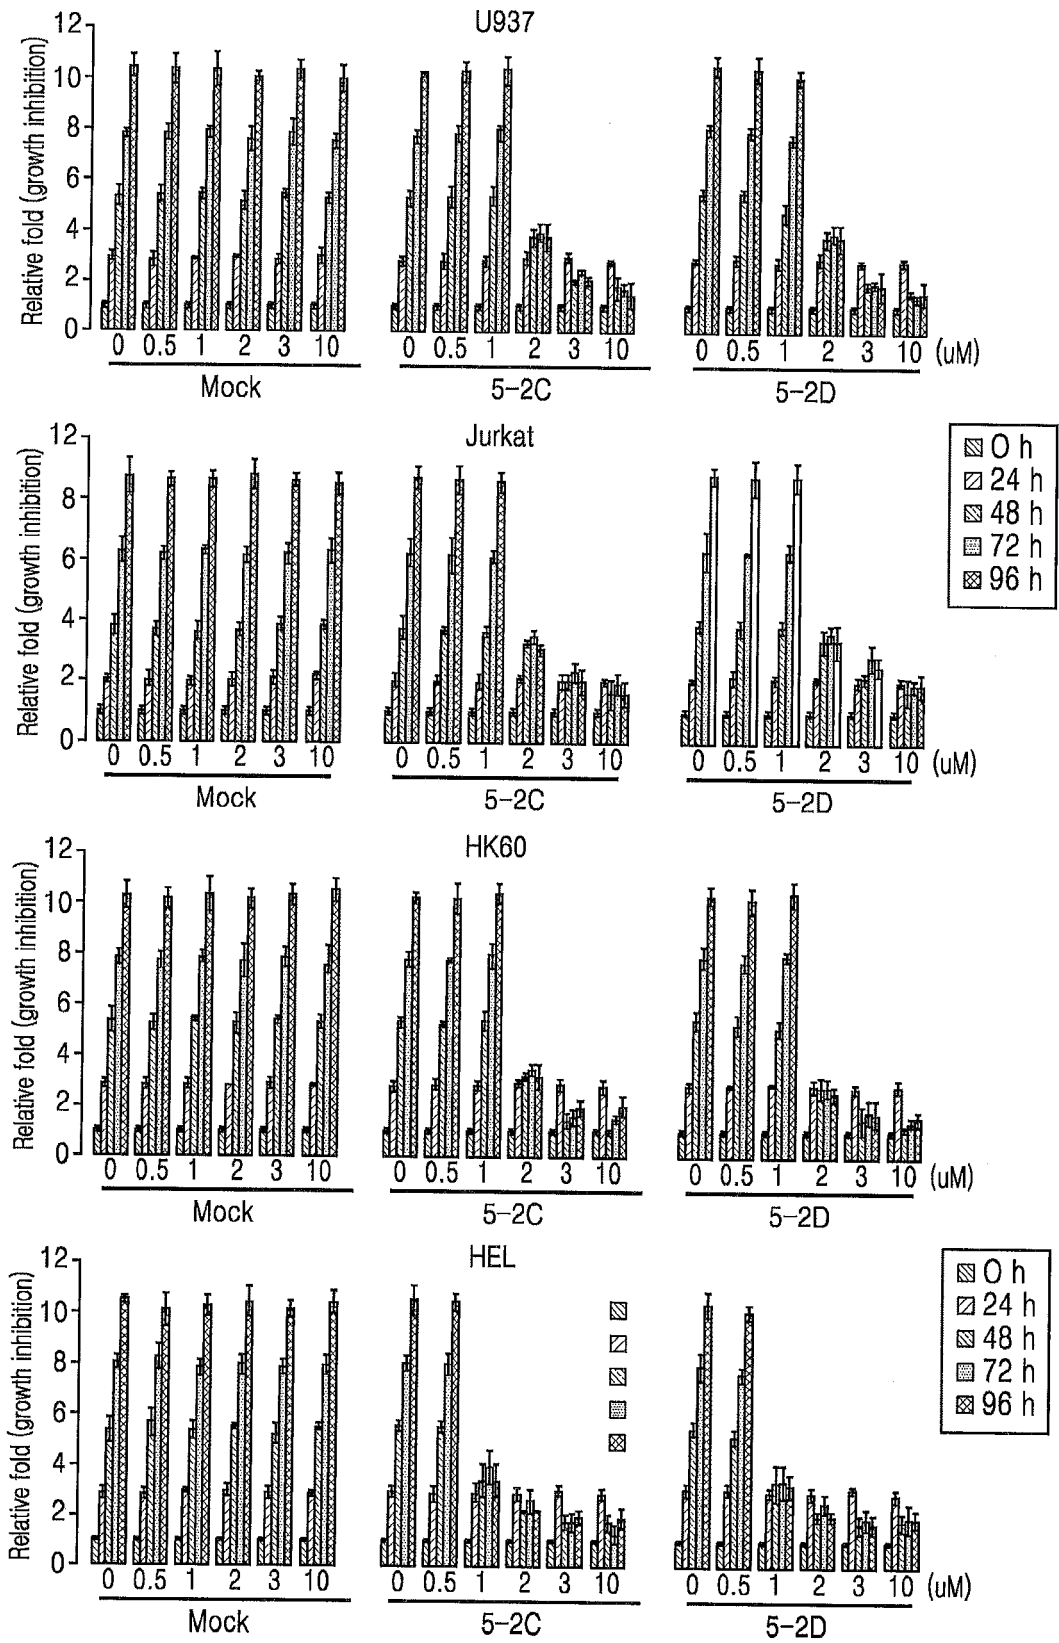 U937
Relative fold (growth inhibition)
12
10
8
6
4
2
0
0 0.5 1 2 3 10 0 0.5 1 2 3 10 0 0.5 1 2 3 10 (uM)
Mock 5-2C 5-2D
Jurkat
Relative fold (growth inhibition)
12
8
6
4
2
0
0 0.5 1 2 3 10 0 0.5 1 2 3 10 0 0.5 1 2 3 10 (uM)
Mock 5-2C 5-2D
0 h
24 h
48 h
72 h
96 h
HK60
Relative fold (growth inhibition)
12
10
8
6
4
2
0
0 0.5 1 2 3 10 0 0.5 1 2 3 10 0 0.5 1 2 3 10 (uM)
Mock 5-2C 5-2D
HEL
Relative fold (growth inhibition)
12
10
8
6
4
2
0
0 0.5 1 2 3 10 0 0.5 1 2 3 10 0 0.5 1 2 3 10 (uM)
Mock 5-2C 5-2D
0 h
24 h
48 h
72 h
96 h